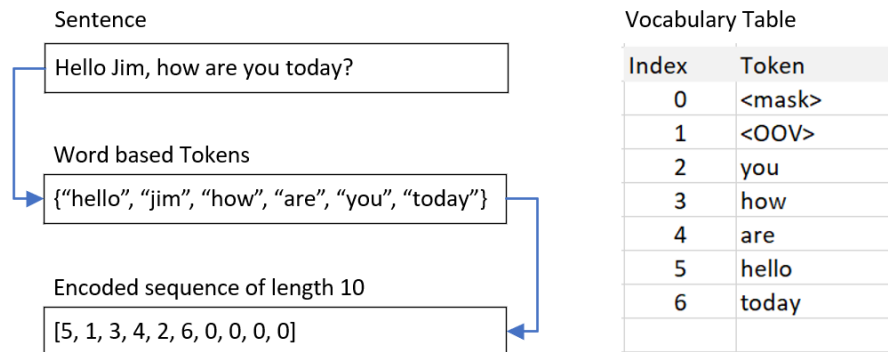 Sentence
Hello Jim, how are you today?
Word based Tokens
{“hello”, “jim”, “how”, “are”, “you”, “today”}
Encoded sequence of length 10
[5, 1, 3, 4, 2, 6, 0, 0, 0, 0]
Vocabulary Table
Index Token
0 <mask>
1 <OOV>
2 you
3 how
4 are
5 hello
6 today